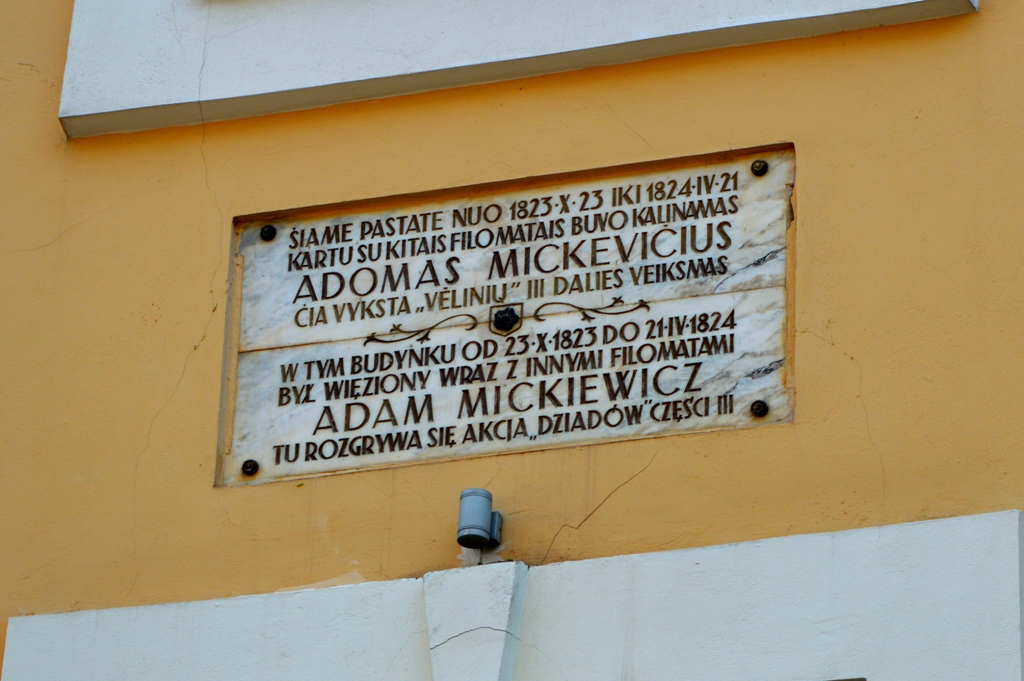 ŠIAME PASTATE NUO 1823·X·23 IKI 1824·IV·21
KARTU SU KITAIS FILOMATAIS BUVO KALINAMAS
ADOMAS MICKEVIČIUS
ČIA VYKSTA „VĖLINIŲ" III DALIES VEIKSMAS
W TYM BUDYNKU OD 23·X·1823 DO 21·IV·1824
BYŁ WIĘZIONY WRAZ Z INNYMI FILOMATAMI
ADAM MICKIEWICZ
TU ROZGRYWA SIĘ AKCJA „DZIADÓW" CZĘŚCI III